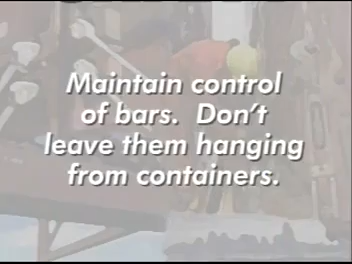 Maintain control
of bars. Don't
leave them hanging
from containers.